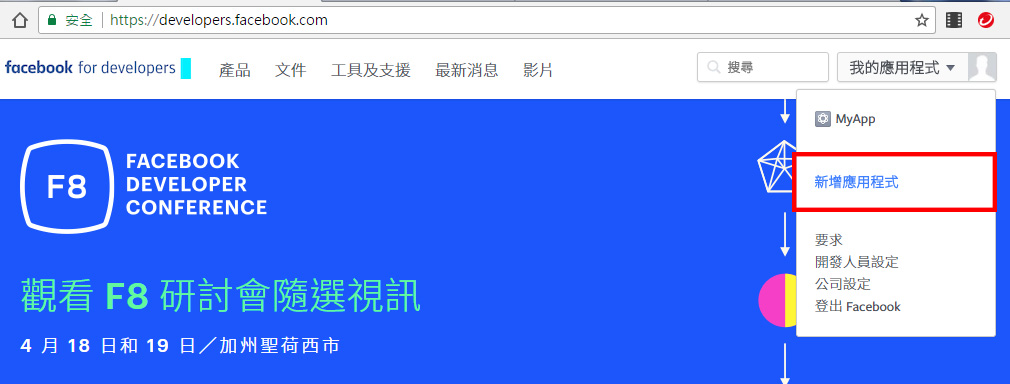 安全 https://developers.facebook.com
facebook for developers 產品 文件 工具及支援 最新消息 影片 搜尋 我的應用程式
MyApp
新增應用程式
要求
開發人員設定
公司設定
登出 Facebook
F8
FACEBOOK
DEVELOPER
CONFERENCE
觀看 F8 研討會隨選視訊
4 月 18 日和 19 日／加州聖荷西市